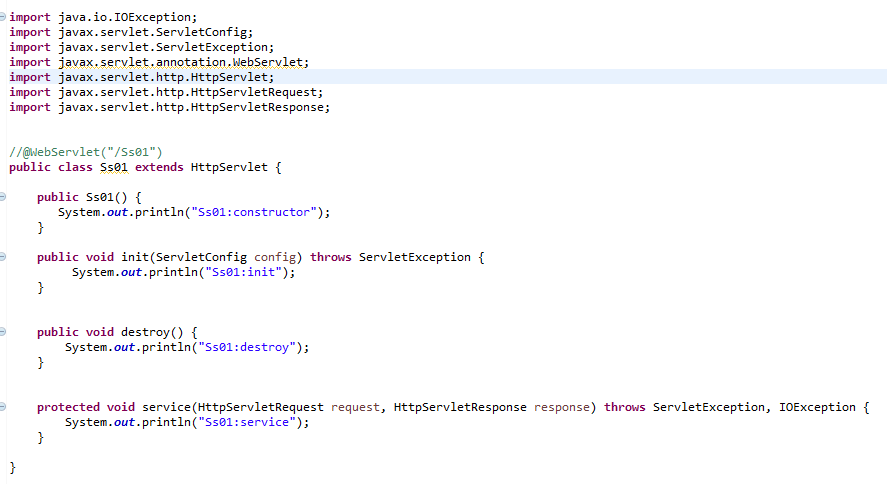 import java.io.IOException;
import javax.servlet.ServletConfig;
import javax.servlet.ServletException;
import javax.servlet.annotation.WebServlet;
import javax.servlet.http.HttpServlet;
import javax.servlet.http.HttpServletRequest;
import javax.servlet.http.HttpServletResponse;
//@WebServlet("/Ss01")
public class Ss01 extends HttpServlet {
public Ss01() {
System.out.println("Ss01:constructor");
}
public void init(ServletConfig config) throws ServletException {
System.out.println("Ss01:init");
}
public void destroy() {
System.out.println("Ss01:destroy");
}
protected void service(HttpServletRequest request, HttpServletResponse response) throws ServletException, IOException {
System.out.println("Ss01:service");
}
}